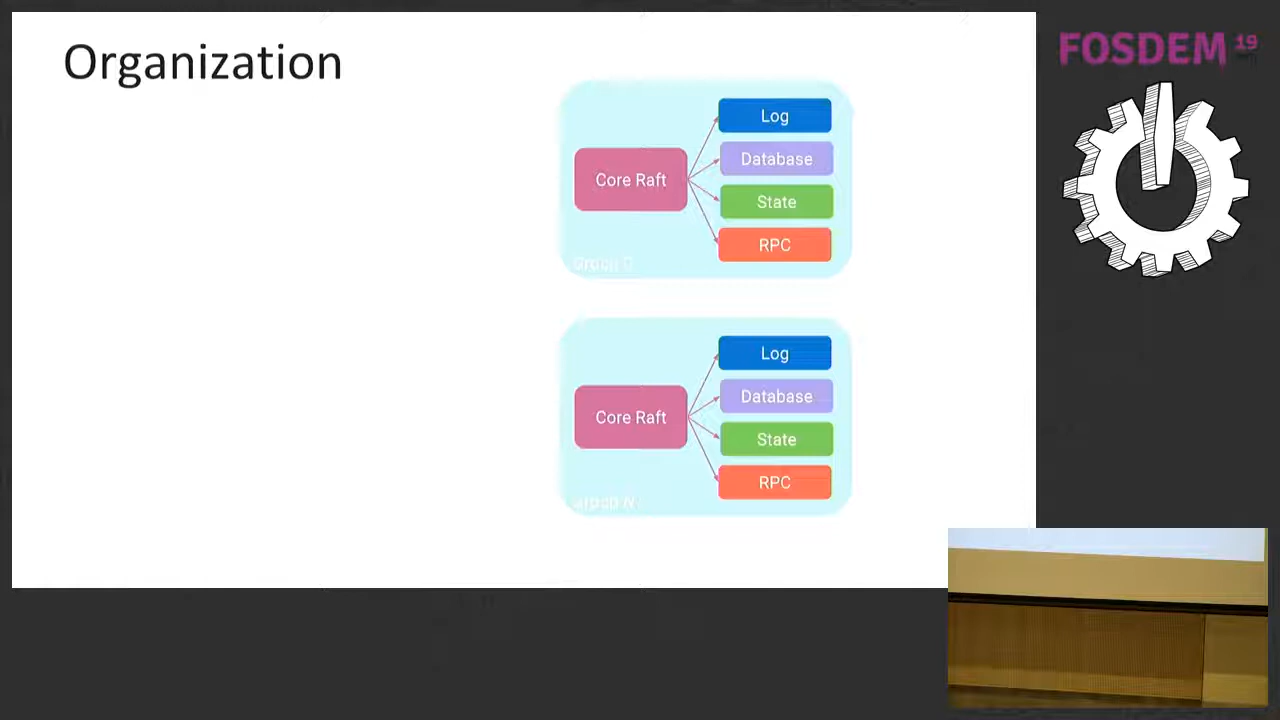 Organization
Log
Database
Core Raft
State
RPC
Group 0
Log
Database
Core Raft
State
RPC
Group N
FOSDEM 19